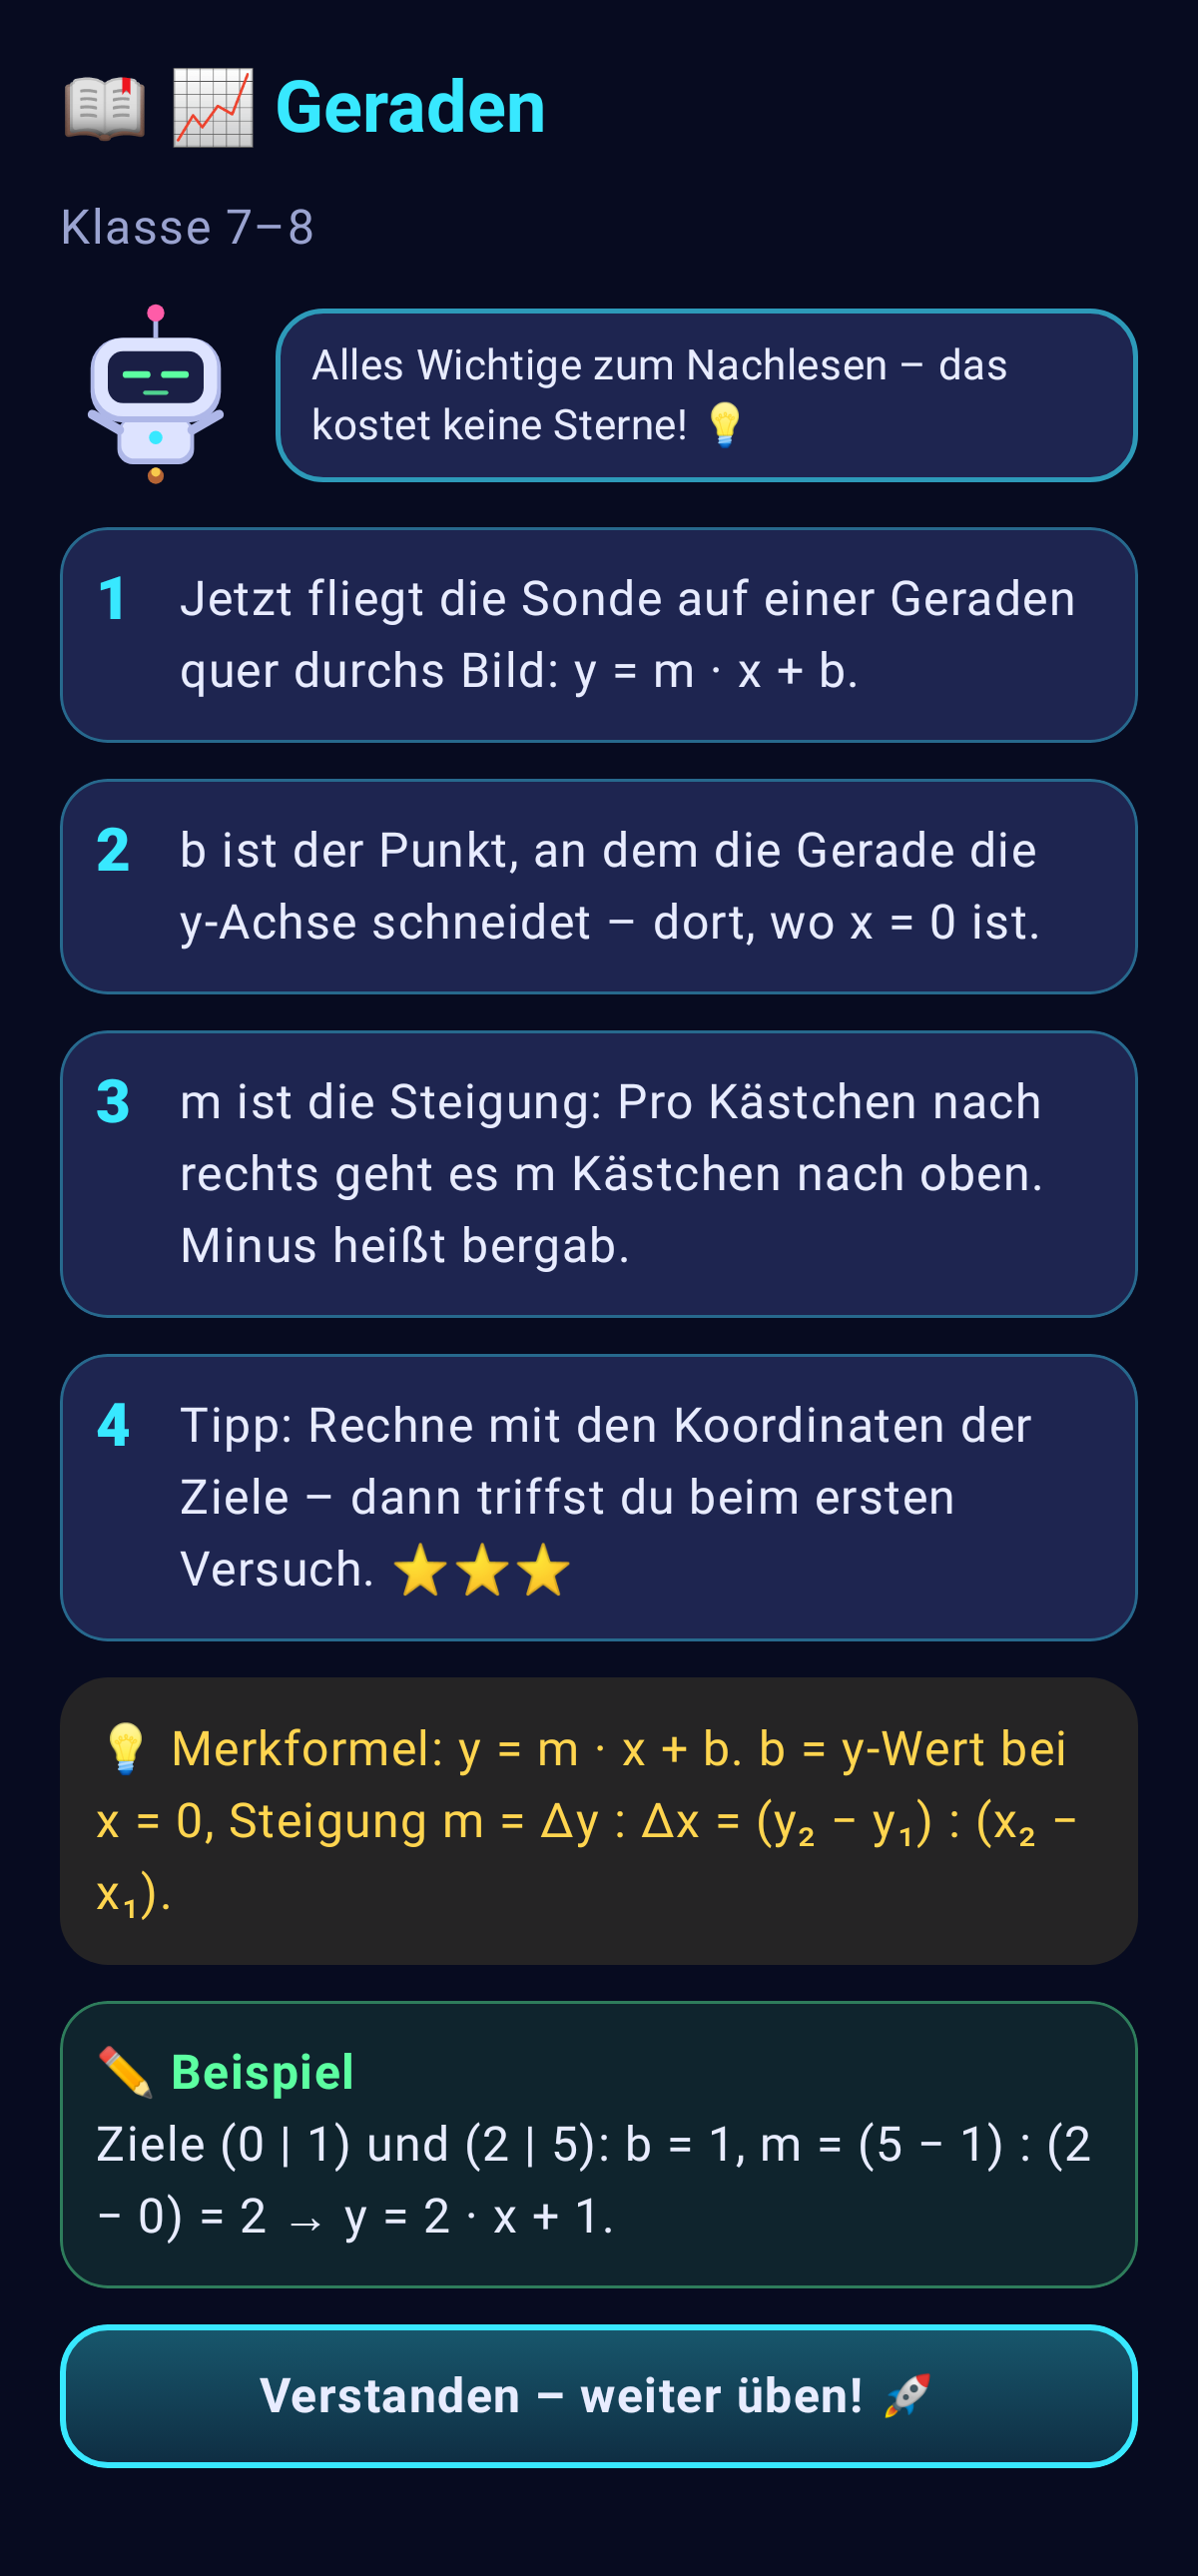 📖 📈 Geraden
Klasse 7–8
Alles Wichtige zum Nachlesen – das
kostet keine Sterne! 💡
1 Jetzt fliegt die Sonde auf einer Geraden
quer durchs Bild: y = m · x + b.
2 b ist der Punkt, an dem die Gerade die
y-Achse schneidet – dort, wo x = 0 ist.
3 m ist die Steigung: Pro Kästchen nach
rechts geht es m Kästchen nach oben.
Minus heißt bergab.
4 Tipp: Rechne mit den Koordinaten der
Ziele – dann triffst du beim ersten
Versuch. ⭐⭐⭐
💡 Merkformel: y = m · x + b. b = y-Wert bei
x = 0, Steigung m = Δy : Δx = (y₂ − y₁) : (x₂ −
x₁).
✏️ Beispiel
Ziele (0 | 1) und (2 | 5): b = 1, m = (5 − 1) : (2
− 0) = 2 → y = 2 · x + 1.
Verstanden – weiter üben! 🚀